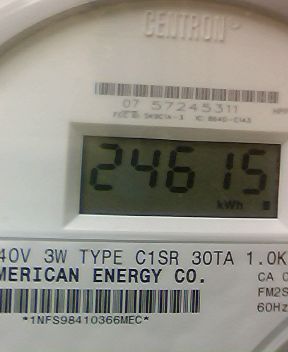 CENTRON
07 57245311
24615
kWh
40V 3W TYPE C1SR 30TA 1.0K
MERICAN ENERGY CO.
CA
FM2S
60Hz
*1NFS98410366MEC*